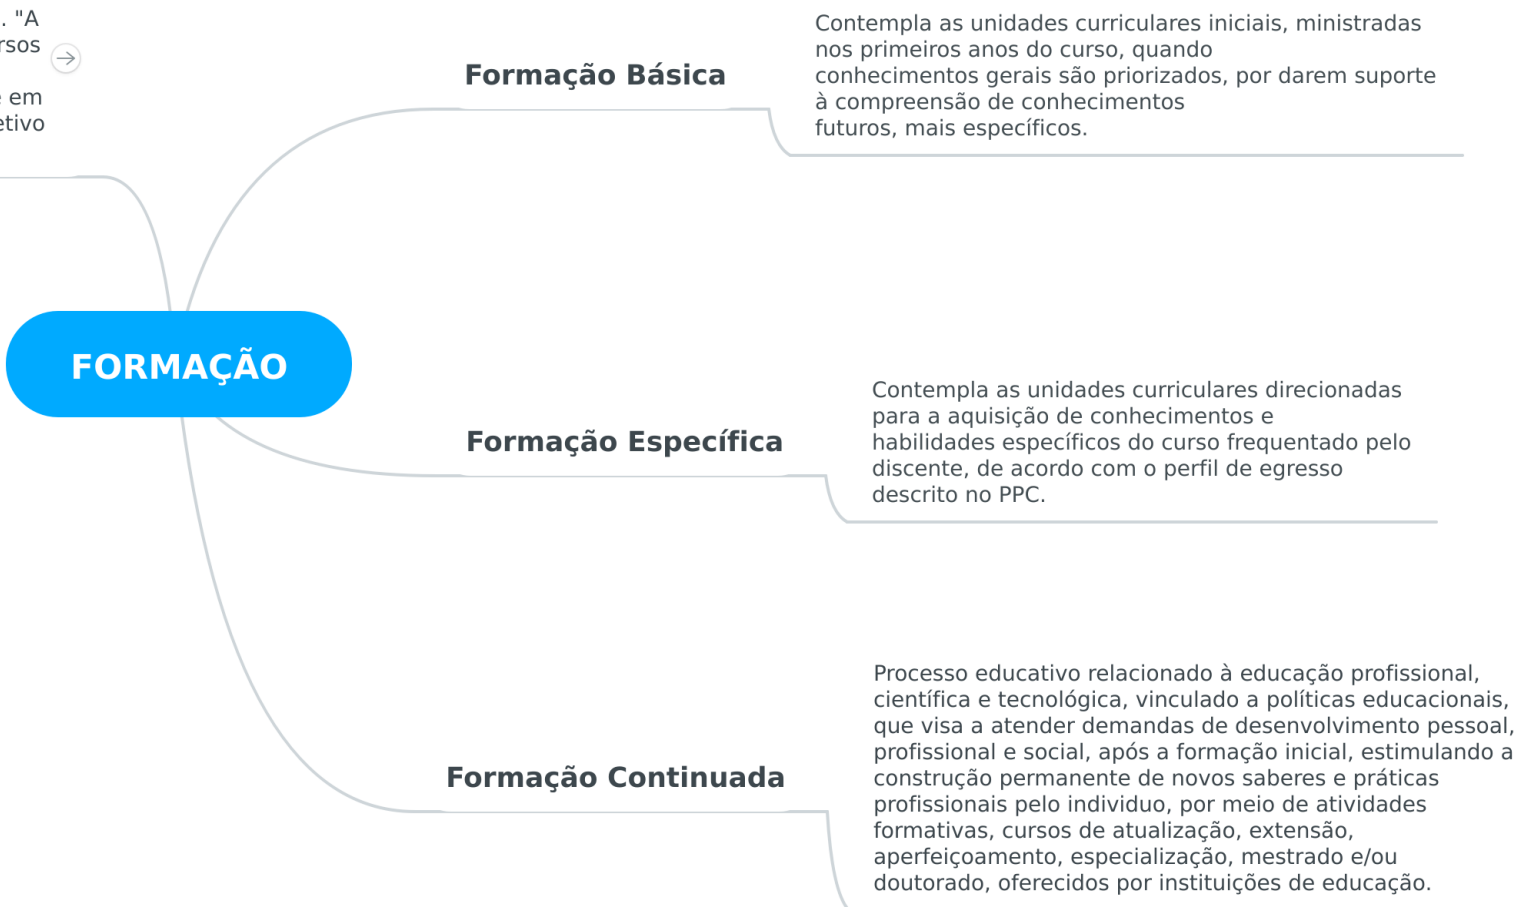 . "A
rsos
em
etivo
Formação Básica
Contempla as unidades curriculares iniciais, ministradas
nos primeiros anos do curso, quando
conhecimentos gerais são priorizados, por darem suporte
à compreensão de conhecimentos
futuros, mais específicos.
FORMAÇÃO
Formação Específica
Contempla as unidades curriculares direcionadas
para a aquisição de conhecimentos e
habilidades específicos do curso frequentado pelo
discente, de acordo com o perfil de egresso
descrito no PPC.
Formação Continuada
Processo educativo relacionado à educação profissional,
científica e tecnológica, vinculado a políticas educacionais,
que visa a atender demandas de desenvolvimento pessoal,
profissional e social, após a formação inicial, estimulando a
construção permanente de novos saberes e práticas
profissionais pelo individuo, por meio de atividades
formativas, cursos de atualização, extensão,
aperfeiçoamento, especialização, mestrado e/ou
doutorado, oferecidos por instituições de educação.